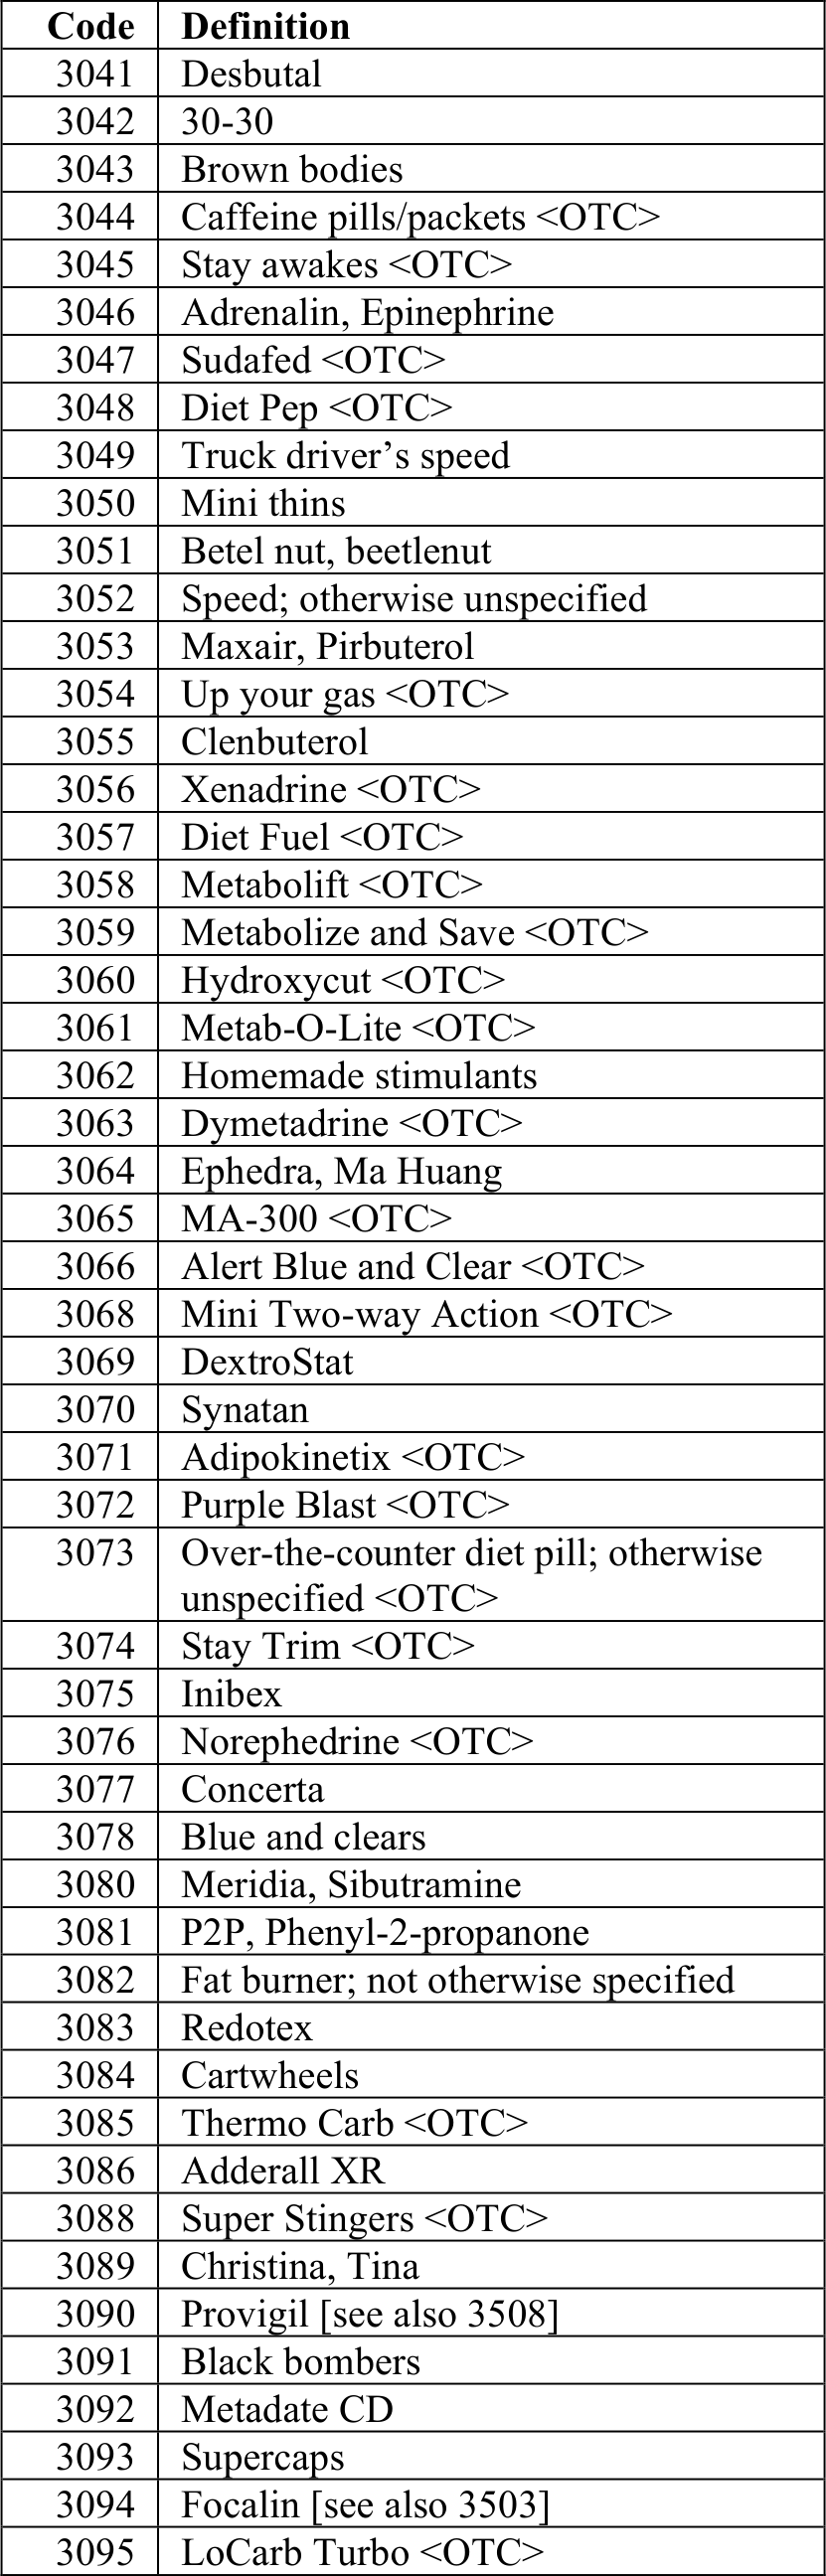 Code Definition
3041 Desbutal
3042 30-30
3043 Brown bodies
3044 Caffeine pills/packets <OTC>
3045 Stay awakes <OTC>
3046 Adrenalin, Epinephrine
3047 Sudafed <OTC>
3048 Diet Pep <OTC>
3049 Truck driver’s speed
3050 Mini thins
3051 Betel nut, beetlenut
3052 Speed; otherwise unspecified
3053 Maxair, Pirbuterol
3054 Up your gas <OTC>
3055 Clenbuterol
3056 Xenadrine <OTC>
3057 Diet Fuel <OTC>
3058 Metabolift <OTC>
3059 Metabolize and Save <OTC>
3060 Hydroxycut <OTC>
3061 Metab-O-Lite <OTC>
3062 Homemade stimulants
3063 Dymetadrine <OTC>
3064 Ephedra, Ma Huang
3065 MA-300 <OTC>
3066 Alert Blue and Clear <OTC>
3068 Mini Two-way Action <OTC>
3069 DextroStat
3070 Synatan
3071 Adipokinetix <OTC>
3072 Purple Blast <OTC>
3073 Over-the-counter diet pill; otherwise
unspecified <OTC>
3074 Stay Trim <OTC>
3075 Inibex
3076 Norephedrine <OTC>
3077 Concerta
3078 Blue and clears
3080 Meridia, Sibutramine
3081 P2P, Phenyl-2-propanone
3082 Fat burner; not otherwise specified
3083 Redotex
3084 Cartwheels
3085 Thermo Carb <OTC>
3086 Adderall XR
3088 Super Stingers <OTC>
3089 Christina, Tina
3090 Provigil [see also 3508]
3091 Black bombers
3092 Metadate CD
3093 Supercaps
3094 Focalin [see also 3503]
3095 LoCarb Turbo <OTC>